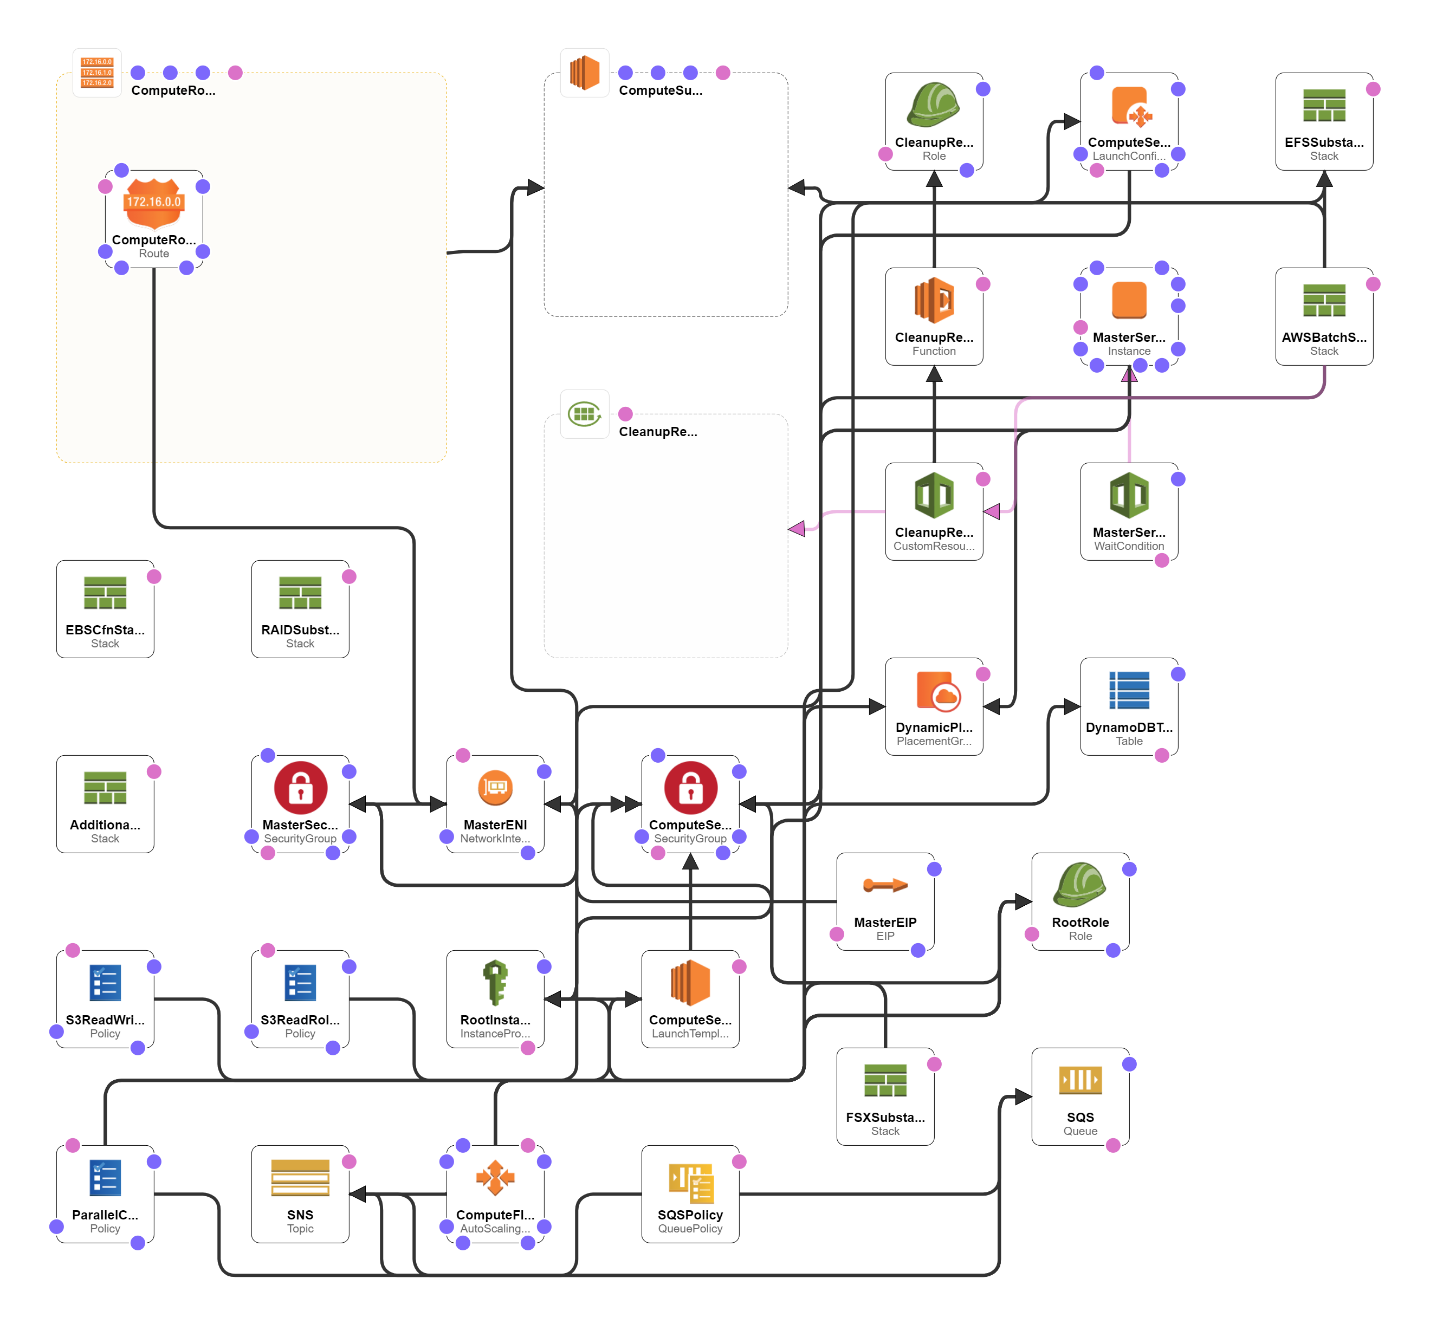 172.16.0.0
172.16.1.0
172.16.2.0
ComputeRo...
ComputeSu...
CleanupRe...
Role
ComputeSe...
LaunchConfi...
EFSSubsta...
Stack
172.16.0.0
ComputeRo...
Route
CleanupRe...
Function
MasterSer...
Instance
AWSBatchS...
Stack
CleanupRe...
CleanupRe...
CustomResou...
MasterSer...
WaitCondition
EBSCfnSta...
Stack
RAIDSubst...
Stack
DynamicPl...
PlacementGr...
DynamoDBT...
Table
Additiona...
Stack
MasterSec...
SecurityGroup
MasterENI
NetworkInte...
ComputeSe...
SecurityGroup
MasterEIP
EIP
RootRole
Role
S3ReadWri...
Policy
S3ReadRol...
Policy
RootInsta...
InstancePro...
ComputeSe...
LaunchTempl...
FSXSubsta...
Stack
SQS
Queue
ParallelC...
Policy
SNS
Topic
ComputeFl...
AutoScaling...
SQSPolicy
QueuePolicy